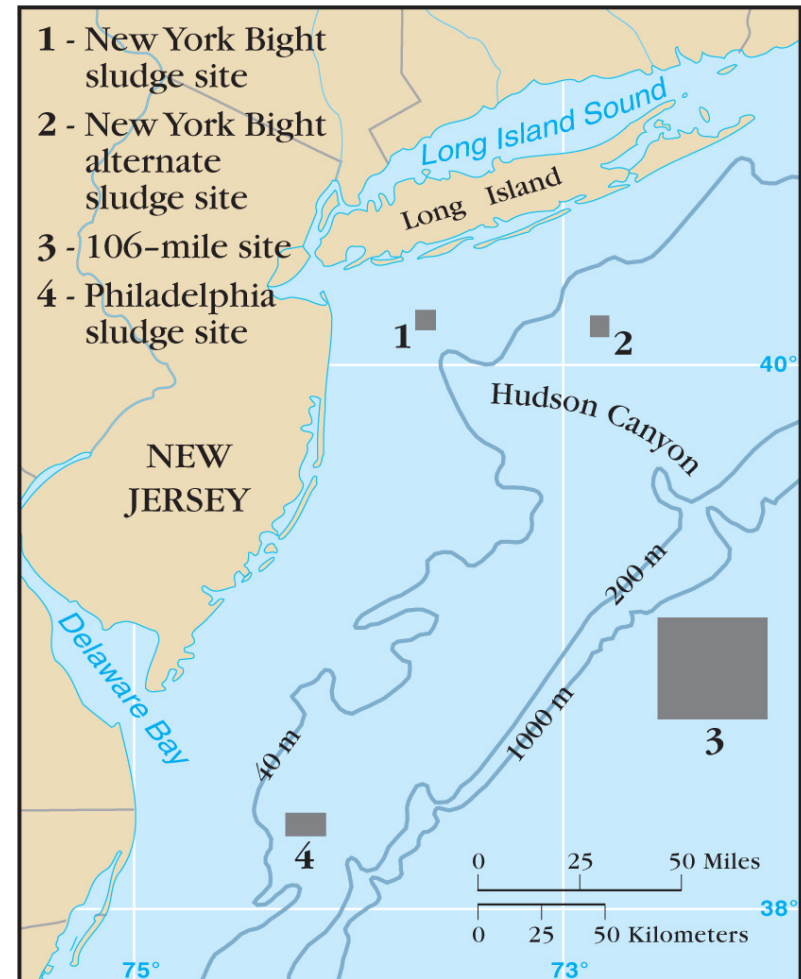 1 - New York Bight
sludge site
2 - New York Bight
alternate
sludge site
3 - 106-mile site
4 - Philadelphia
sludge site
Long Island Sound
Long Island
1
2
40°
Hudson Canyon
NEW
JERSEY
200 m
Delaware Bay
1000 m
3
40 m
4
0 25 50 Miles
38°
0 25 50 Kilometers
75°
73°